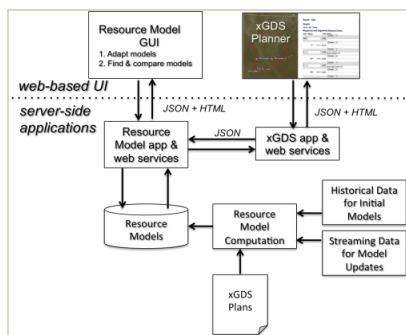 Resource Model
GUI
1. Adapt models
2. Find & compare models
xGDS
Planner
web-based UI
server-side
applications
JSON + HTML
JSON + HTML
JSON
Resource
Model app &
web services
xGDS app &
web services
Resource
Models
Resource
Model
Computation
Historical Data
for Initial
Models
Streaming Data
for Model
Updates
xGDS
Plans